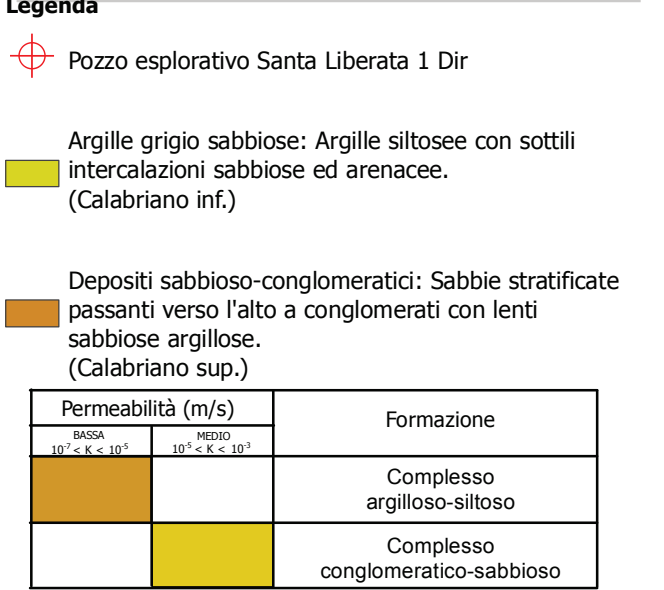 Legenda
Pozzo esplorativo Santa Liberata 1 Dir
Argille grigio sabbiose: Argille siltosee con sottili
intercalazioni sabbiose ed arenacee.
(Calabriano inf.)
Depositi sabbioso-conglomeratici: Sabbie stratificate
passanti verso l'alto a conglomerati con lenti
sabbiose argillose.
(Calabriano sup.)
Permeabilità (m/s)
Formazione
BASSA
10⁻⁷ < K < 10⁻⁵
MEDIO
10⁻⁵ < K < 10⁻³
Complesso
argilloso-siltoso
Complesso
conglomeratico-sabbioso